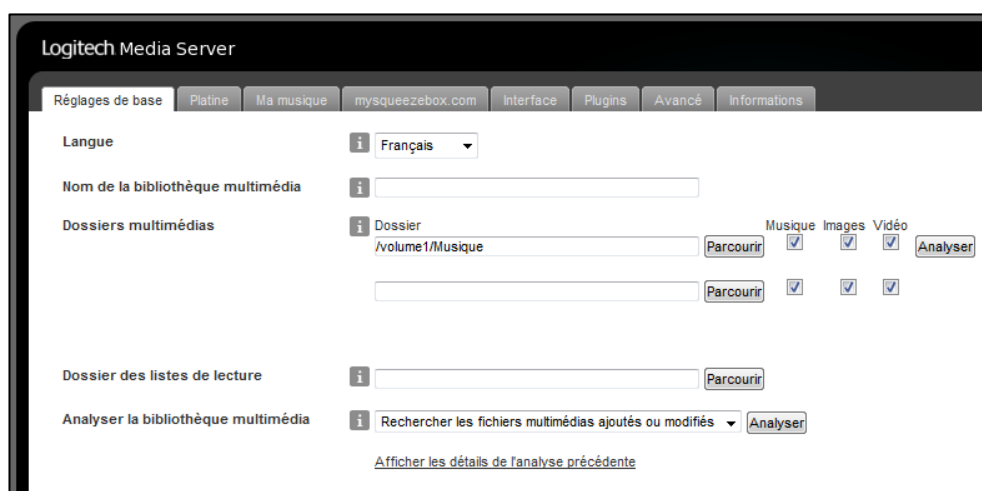 Logitech Media Server
Réglages de base Platine Ma musique mysqueezebox.com Interface Plugins Avancé Informations
Langue i Français
Nom de la bibliothèque multimédia i
Dossiers multimédias i Dossier Musique Images Vidéo
/volume1/Musique Parcourir Analyser
Parcourir
Dossier des listes de lecture i Parcourir
Analyser la bibliothèque multimédia i Rechercher les fichiers multimédias ajoutés ou modifiés Analyser
Afficher les détails de l'analyse précédente